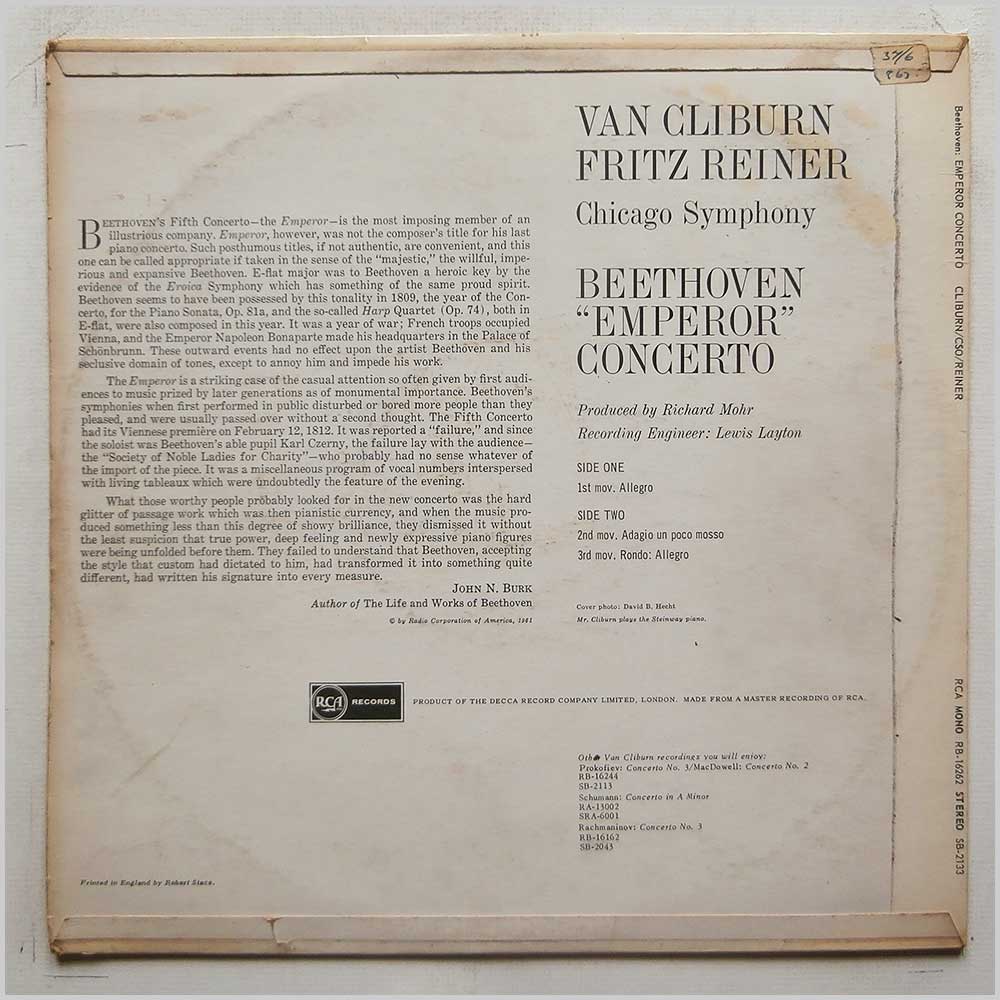 37/6
VAN CLIBURN
FRITZ REINER
Chicago Symphony
BEETHOVEN
“EMPEROR”
CONCERTO
Produced by Richard Mohr
Recording Engineer: Lewis Layton
SIDE ONE
1st mov. Allegro
SIDE TWO
2nd mov. Adagio un poco mosso
3rd mov. Rondo: Allegro
Cover photo: David B. Hecht
Mr. Cliburn plays the Steinway piano.
BEETHOVEN'S Fifth Concerto—the Emperor—is the most imposing member of an
illustrious company. Emperor, however, was not the composer's title for his last
piano concerto. Such posthumous titles, if not authentic, are convenient, and this
one can be called appropriate if taken in the sense of the “majestic,” the willful, impe-
rious and expansive Beethoven. E-flat major was to Beethoven a heroic key by the
evidence of the Eroica Symphony which has something of the same proud spirit.
Beethoven seems to have been possessed by this tonality in 1809, the year of the Con-
certo, for the Piano Sonata, Op. 81a, and the so-called Harp Quartet (Op. 74), both in
E-flat, were also composed in this year. It was a year of war; French troops occupied
Vienna, and the Emperor Napoleon Bonaparte made his headquarters in the Palace of
Schönbrunn. These outward events had no effect upon the artist Beethoven and his
seclusive domain of tones, except to annoy him and impede his work.
The Emperor is a striking case of the casual attention so often given by first audi-
ences to music prized by later generations as of monumental importance. Beethoven's
symphonies when first performed in public disturbed or bored more people than they
pleased, and were usually passed over without a second thought. The Fifth Concerto
had its Viennese première on February 12, 1812. It was reported a “failure,” and since
the soloist was Beethoven's able pupil Karl Czerny, the failure lay with the audience—
the “Society of Noble Ladies for Charity”—who probably had no sense whatever of
the import of the piece. It was a miscellaneous program of vocal numbers interspersed
with living tableaux which were undoubtedly the feature of the evening.
What those worthy people probably looked for in the new concerto was the hard
glitter of passage work which was then pianistic currency, and when the music pro-
duced something less than this degree of showy brilliance, they dismissed it without
the least suspicion that true power, deep feeling and newly expressive piano figures
were being unfolded before them. They failed to understand that Beethoven, accepting
the style that custom had dictated to him, had transformed it into something quite
different, had written his signature into every measure.
JOHN N. BURK
Author of The Life and Works of Beethoven
© by Radio Corporation of America, 1961
RCA RECORDS
PRODUCT OF THE DECCA RECORD COMPANY LIMITED, LONDON. MADE FROM A MASTER RECORDING OF RCA.
Van Cliburn recordings you will enjoy:
Prokofiev: Concerto No. 3/MacDowell: Concerto No. 2
RB-16244
SB-2113
Schumann: Concerto in A Minor
RA-13002
SRA-6001
Rachmaninov: Concerto No. 3
RB-16162
SB-2043
Printed in England by Robert Stace.
Beethoven: EMPEROR CONCERTO CLIBURN/CSO/REINER RCA MONO RB-16262 STEREO SB-2133